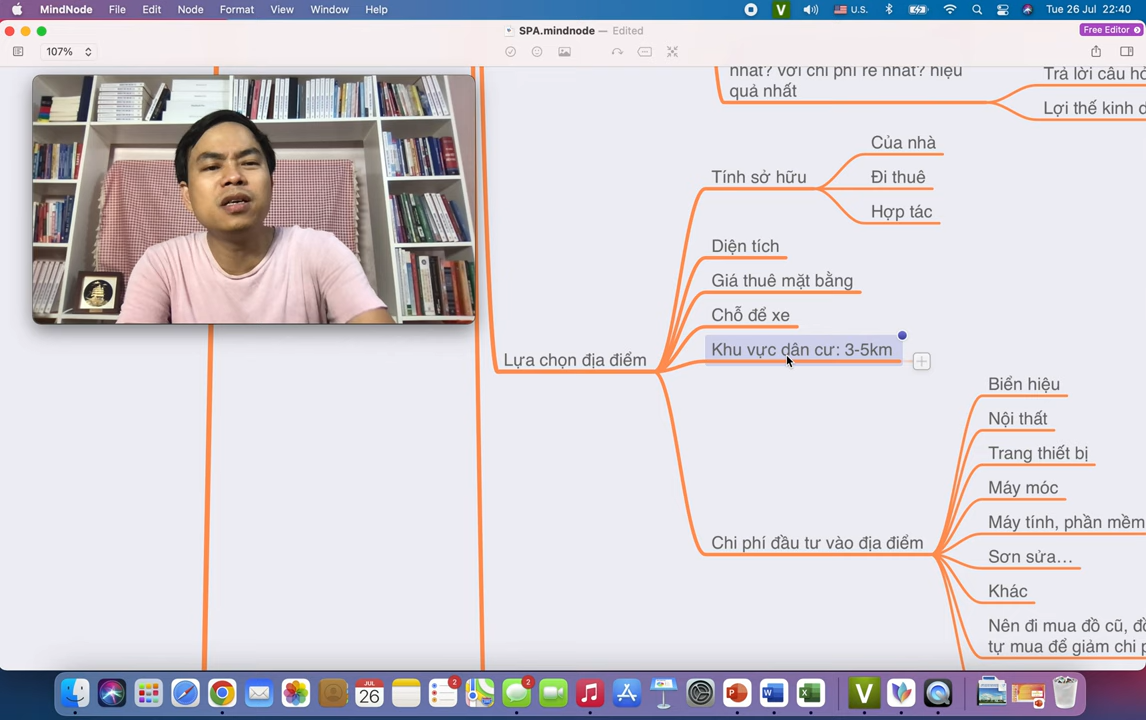 MindNode File Edit Node Format View Window Help
V U.S. Tue 26 Jul 22:40
SPA.mindnode — Edited
Free Editor
107%
nhất? với chi phí rẻ nhất? hiệu
quả nhất
Trả lời câu hỏ
Lợi thế kinh d
Của nhà
Tính sở hữu
Đi thuê
Hợp tác
Diện tích
Giá thuê mặt bằng
Chỗ để xe
Khu vực dân cư: 3-5km
Lựa chọn địa điểm
Biển hiệu
Nội thất
Trang thiết bị
Máy móc
Máy tính, phần mềm
Chi phí đầu tư vào địa điểm
Sơn sửa…
Khác
Nên đi mua đồ cũ, đồ
tự mua để giảm chi p
JUL
26
2
2